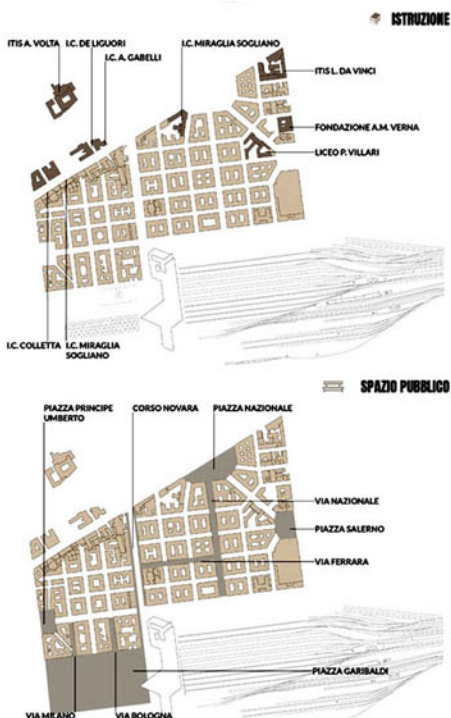 ISTRUZIONE
ITIS A. VOLTA
I.C. DE LIGUORI
I.C. A. GABELLI
I.C. MIRAGLIA SOGLIANO
ITIS L. DA VINCI
FONDAZIONE A.M. VERNA
LICEO P. VILLARI
I.C. COLLETTA
I.C. MIRAGLIA
SOGLIANO
SPAZIO PUBBLICO
PIAZZA PRINCIPE
UMBERTO
CORSO NOVARA
PIAZZA NAZIONALE
VIA NAZIONALE
PIAZZA SALERNO
VIA FERRARA
PIAZZA GARIBALDI
VIA MILANO
VIA BOLOGNA